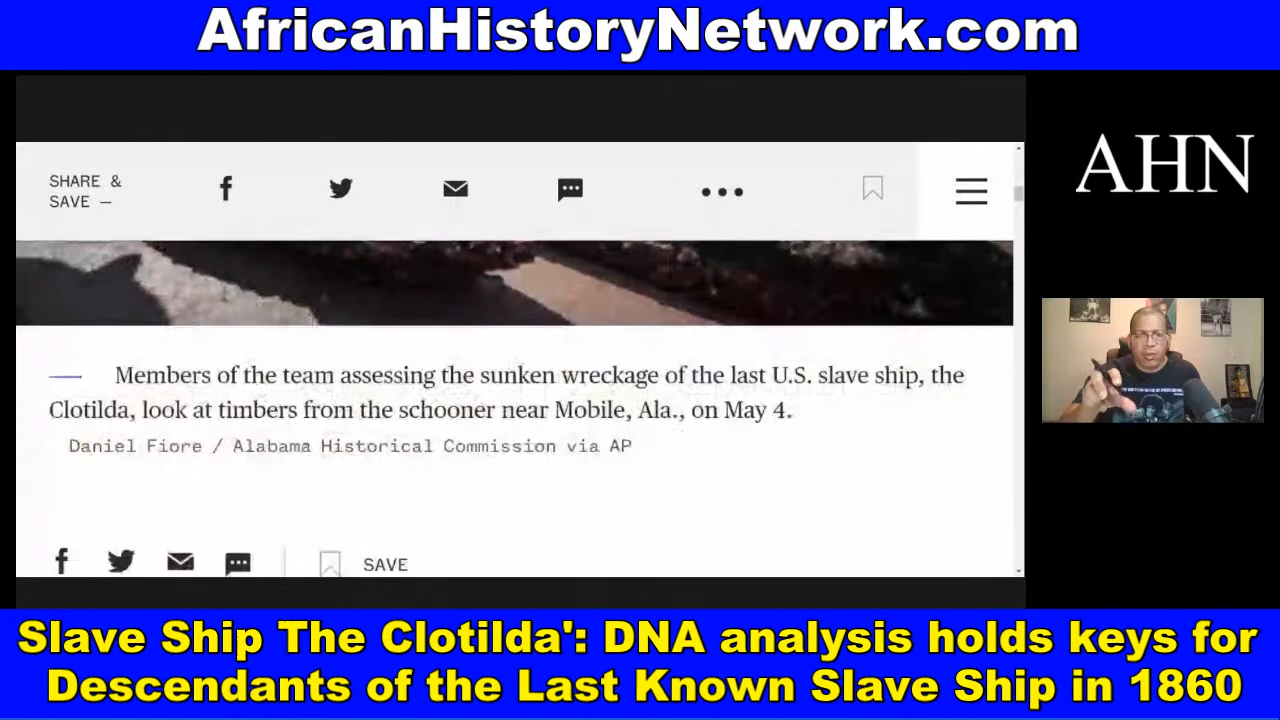 AfricanHistoryNetwork.com
SHARE &
SAVE —
AHN
Members of the team assessing the sunken wreckage of the last U.S. slave ship, the
Clotilda, look at timbers from the schooner near Mobile, Ala., on May 4.
Daniel Fiore / Alabama Historical Commission via AP
SAVE
Slave Ship The Clotilda': DNA analysis holds keys for
Descendants of the Last Known Slave Ship in 1860